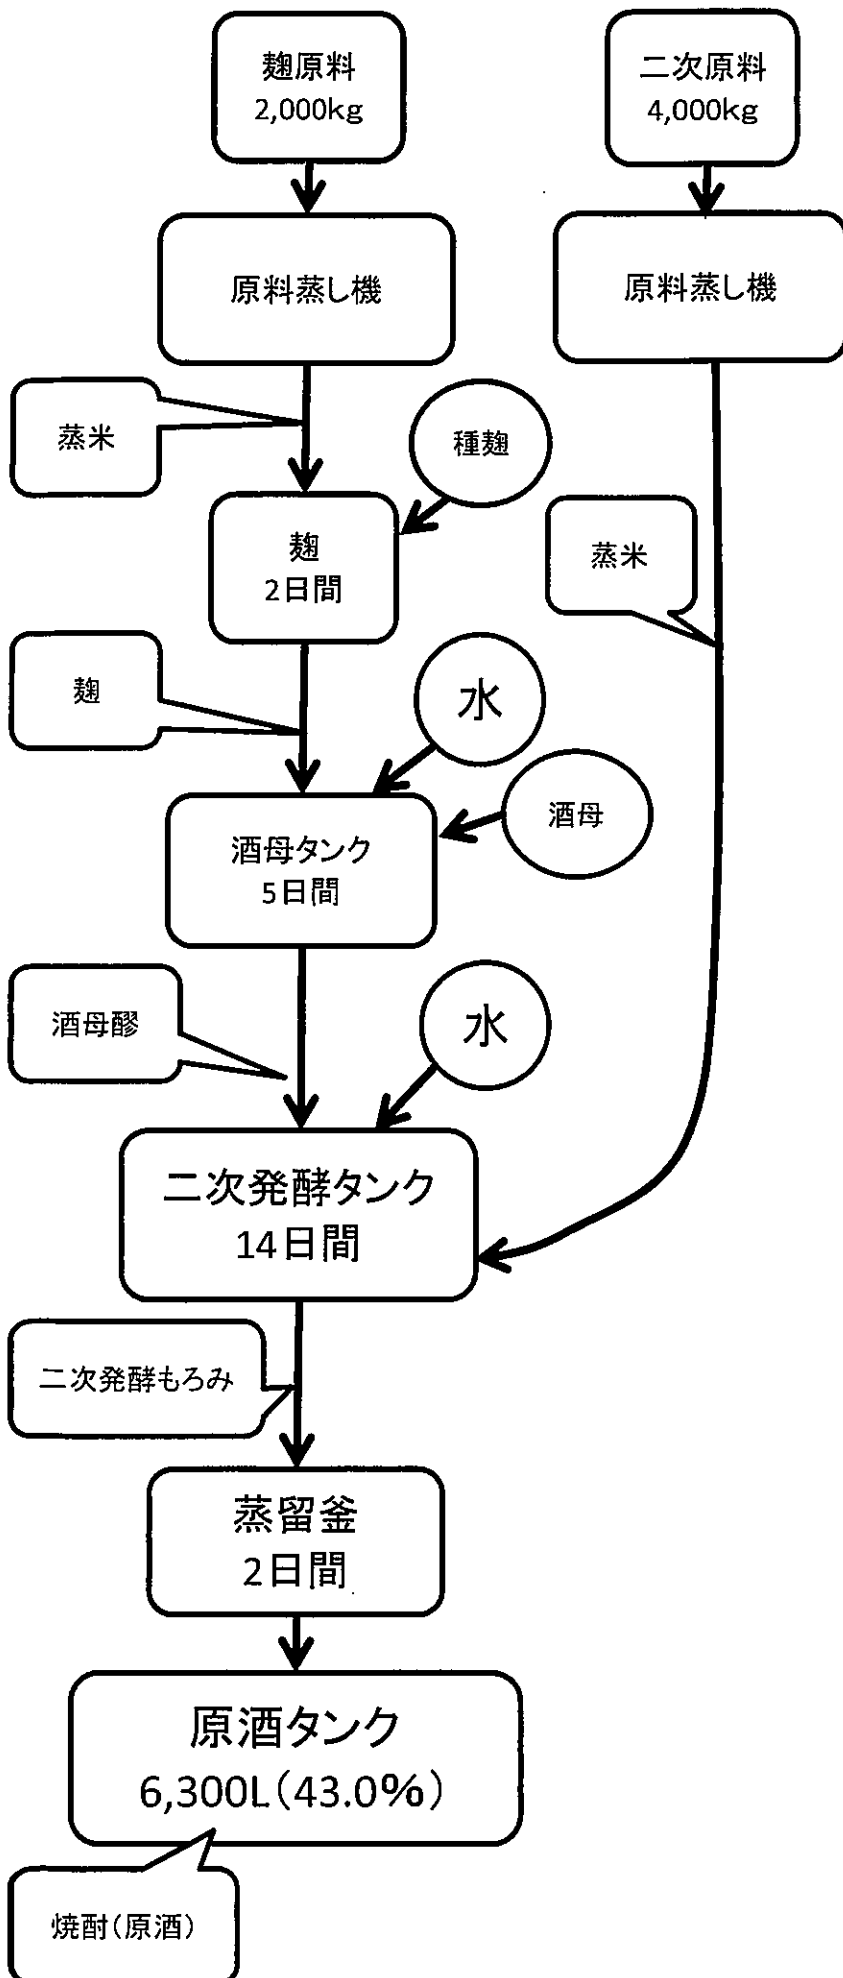 麹原料
2,000kg
二次原料
4,000kg
原料蒸し機
原料蒸し機
蒸米
種麹
麹
2日間
蒸米
麹
水
酒母タンク
5日間
酒母
酒母醪
水
二次発酵タンク
14日間
二次発酵もろみ
蒸留釜
2日間
原酒タンク
6,300L(43.0%)
焼酎(原酒)